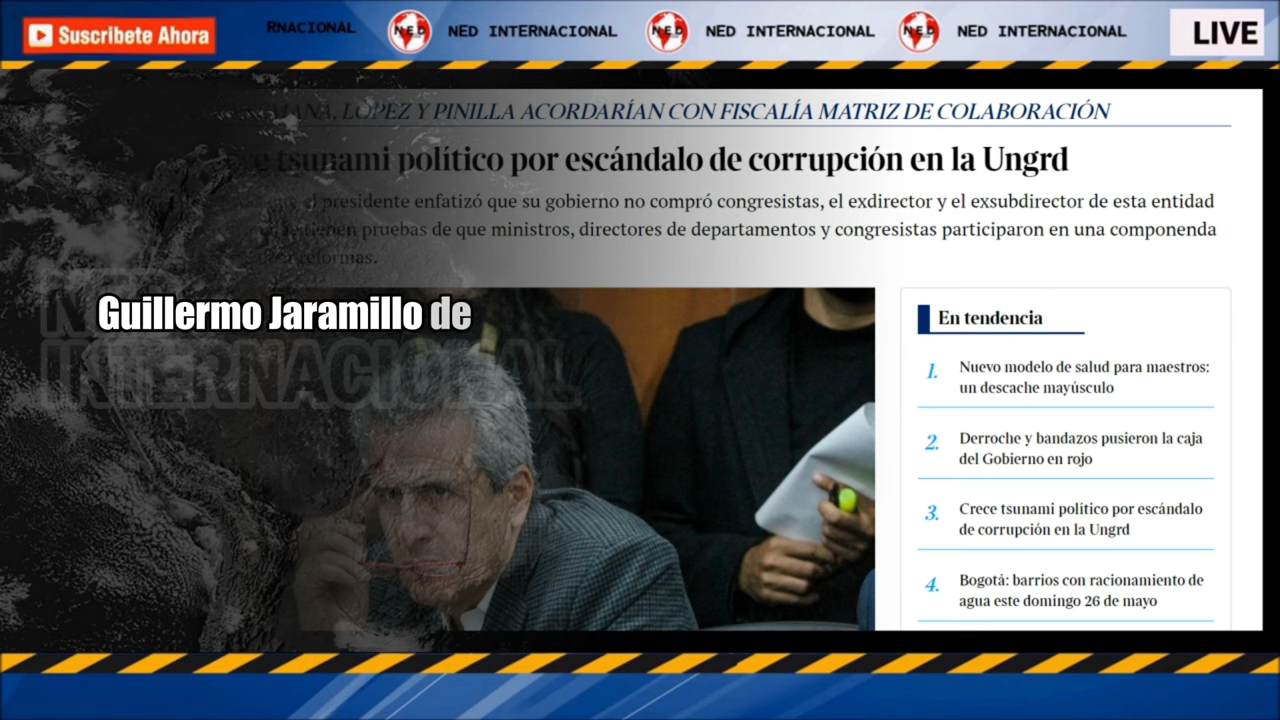 Suscribete Ahora
RNACIONAL
NED
NED INTERNACIONAL
NED
NED INTERNACIONAL
NED
NED INTERNACIONAL
LIVE
LÓPEZ Y PINILLA ACORDARÍAN CON FISCALÍA MATRIZ DE COLABORACIÓN
tsunami político por escándalo de corrupción en la Ungrd
el presidente enfatizó que su gobierno no compró congresistas, el exdirector y el exsubdirector de esta entidad
tienen pruebas de que ministros, directores de departamentos y congresistas participaron en una componenda
reformas.
Guillermo Jaramillo de
INTERNACIONAL
En tendencia
1. Nuevo modelo de salud para maestros:
un descache mayúsculo
2. Derroche y bandazos pusieron la caja
del Gobierno en rojo
3. Crece tsunami político por escándalo
de corrupción en la Ungrd
4. Bogotá: barrios con racionamiento de
agua este domingo 26 de mayo